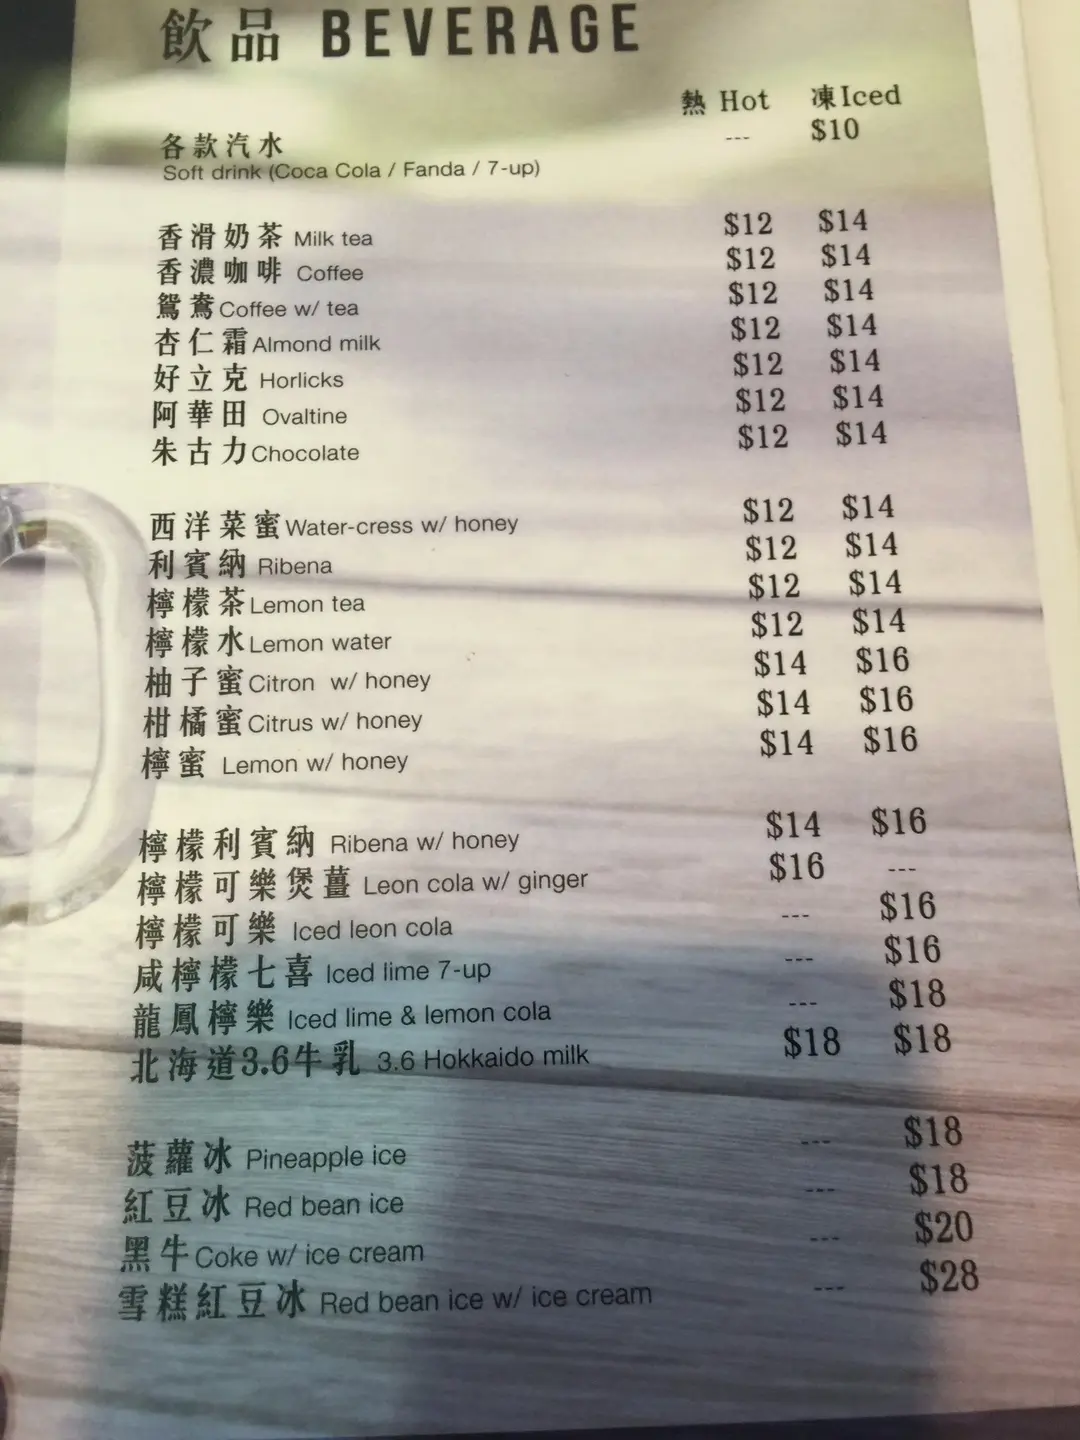 飲品 BEVERAGE
熱 Hot 凍Iced
各款汽水 --- $10
Soft drink (Coca Cola / Fanda / 7-up)
香滑奶茶 Milk tea $12 $14
香濃咖啡 Coffee $12 $14
鴛鴦 Coffee w/ tea $12 $14
杏仁霜 Almond milk $12 $14
好立克 Horlicks $12 $14
阿華田 Ovaltine $12 $14
朱古力 Chocolate $12 $14
西洋菜蜜 Water-cress w/ honey $12 $14
利賓納 Ribena $12 $14
檸檬茶 Lemon tea $12 $14
檸檬水 Lemon water $12 $14
柚子蜜 Citron w/ honey $14 $16
柑橘蜜 Citrus w/ honey $14 $16
檸蜜 Lemon w/ honey $14 $16
檸檬利賓納 Ribena w/ honey $14 $16
檸檬可樂煲薑 Leon cola w/ ginger $16 ---
檸檬可樂 Iced leon cola --- $16
咸檸檬七喜 Iced lime 7-up --- $16
龍鳳檸樂 Iced lime & lemon cola --- $18
北海道3.6牛乳 3.6 Hokkaido milk $18 $18
菠蘿冰 Pineapple ice --- $18
紅豆冰 Red bean ice --- $18
黑牛 Coke w/ ice cream --- $20
雪糕紅豆冰 Red bean ice w/ ice cream --- $28